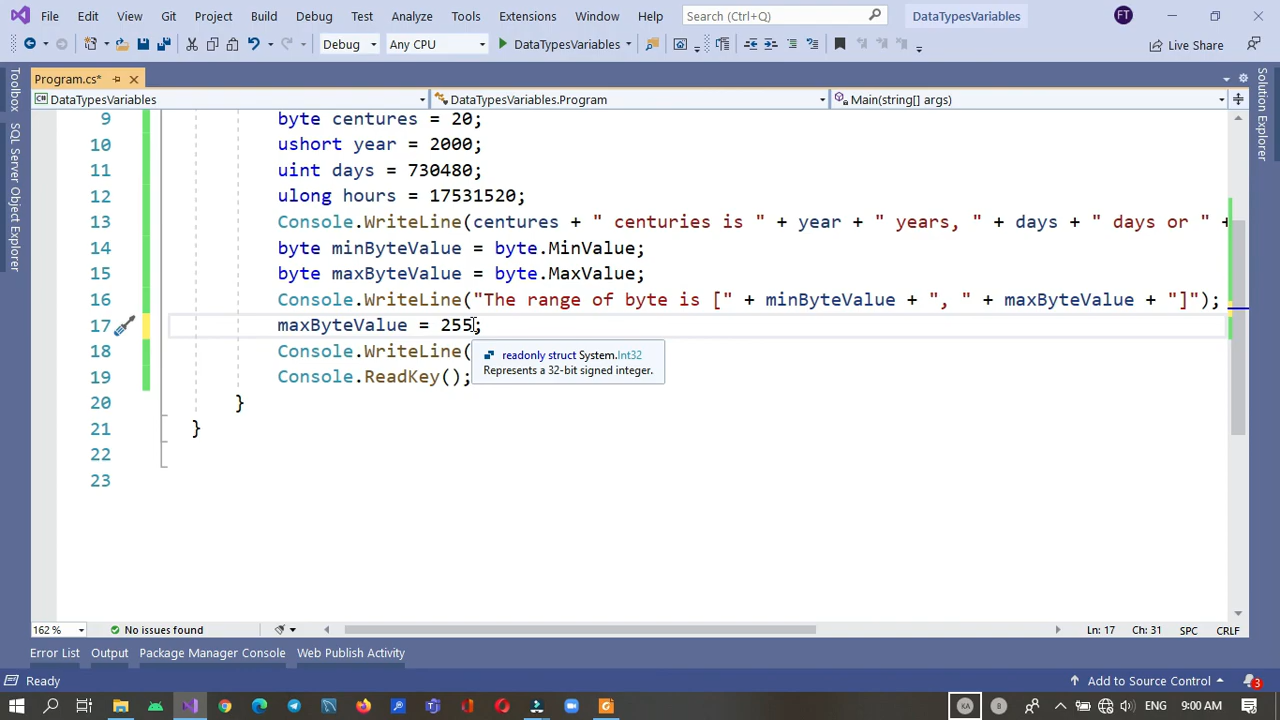 File Edit View Git Project Build Debug Test Analyze Tools Extensions Window Help Search (Ctrl+Q) DataTypesVariables FT
Debug Any CPU DataTypesVariables Live Share
Program.cs*
DataTypesVariables DataTypesVariables.Program Main(string[] args)
Toolbox
SQL Server Object Explorer
Solution Explorer
9 byte centures = 20;
10 ushort year = 2000;
11 uint days = 730480;
12 ulong hours = 17531520;
13 Console.WriteLine(centures + " centuries is " + year + " years, " + days + " days or " +
14 byte minByteValue = byte.MinValue;
15 byte maxByteValue = byte.MaxValue;
16 Console.WriteLine("The range of byte is [" + minByteValue + ", " + maxByteValue + "]");
17 maxByteValue = 255;
18 Console.WriteLine(
readonly struct System.Int32
Represents a 32-bit signed integer.
19 Console.ReadKey();
20 }
21 }
22
23
162 % No issues found Ln: 17 Ch: 31 SPC CRLF
Error List Output Package Manager Console Web Publish Activity
Ready Add to Source Control 3
KA 8 ENG 9:00 AM